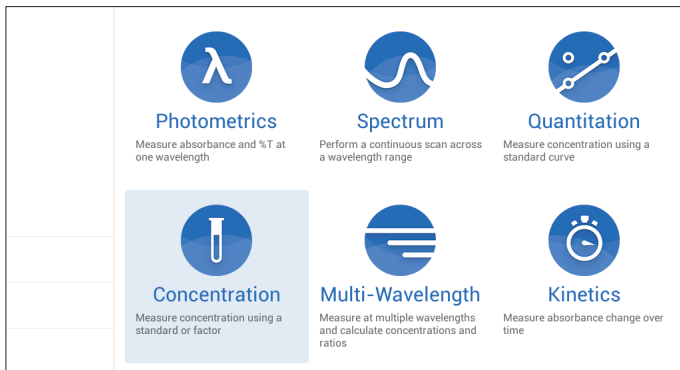 Photometrics
Measure absorbance and %T at
one wavelength
Spectrum
Perform a continuous scan across
a wavelength range
Quantitation
Measure concentration using a
standard curve
Concentration
Measure concentration using a
standard or factor
Multi-Wavelength
Measure at multiple wavelengths
and calculate concentrations and
ratios
Kinetics
Measure absorbance change over
time